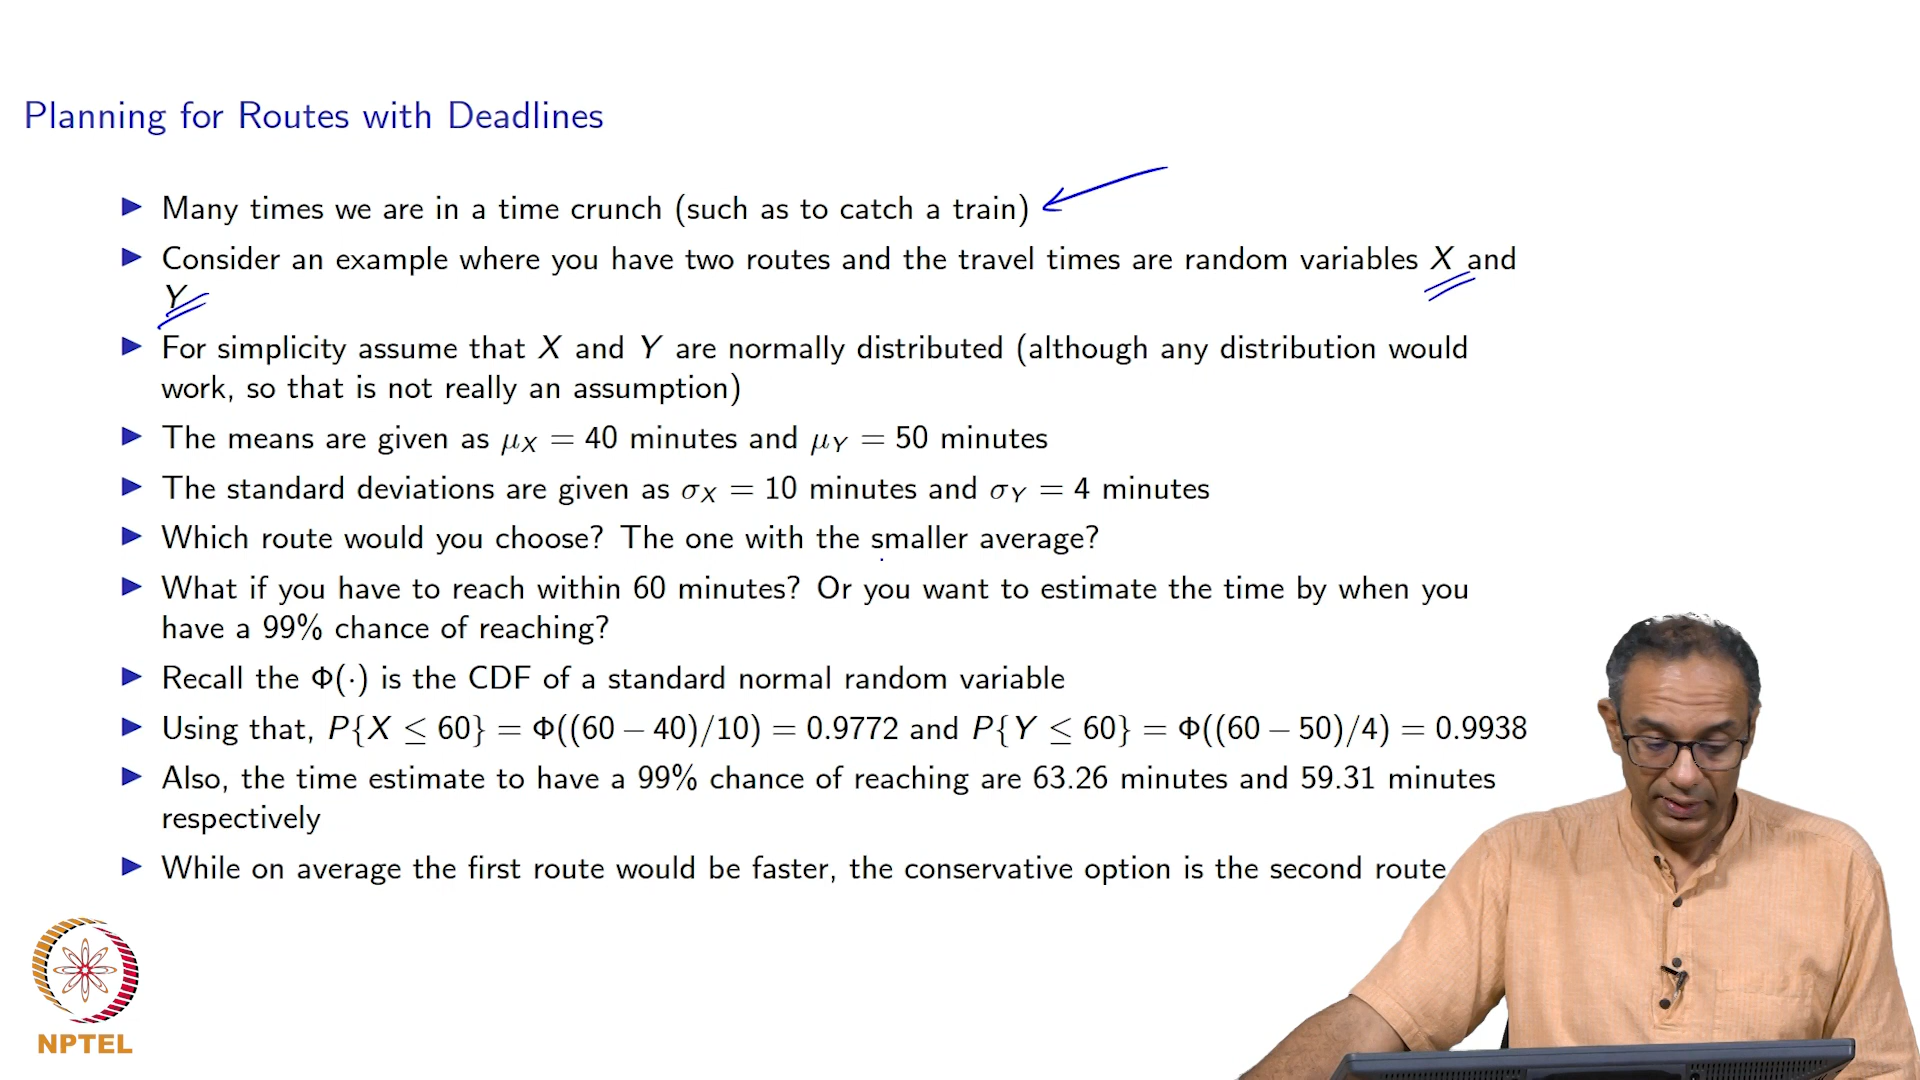 Planning for Routes with Deadlines
▶ Many times we are in a time crunch (such as to catch a train)
▶ Consider an example where you have two routes and the travel times are random variables X and
Y
▶ For simplicity assume that X and Y are normally distributed (although any distribution would
work, so that is not really an assumption)
▶ The means are given as μ_X = 40 minutes and μ_Y = 50 minutes
▶ The standard deviations are given as σ_X = 10 minutes and σ_Y = 4 minutes
▶ Which route would you choose? The one with the smaller average?
▶ What if you have to reach within 60 minutes? Or you want to estimate the time by when you
have a 99% chance of reaching?
▶ Recall the Φ(·) is the CDF of a standard normal random variable
▶ Using that, P{X ≤ 60} = Φ((60 − 40)/10) = 0.9772 and P{Y ≤ 60} = Φ((60 − 50)/4) = 0.9938
▶ Also, the time estimate to have a 99% chance of reaching are 63.26 minutes and 59.31 minutes
respectively
▶ While on average the first route would be faster, the conservative option is the second route
NPTEL